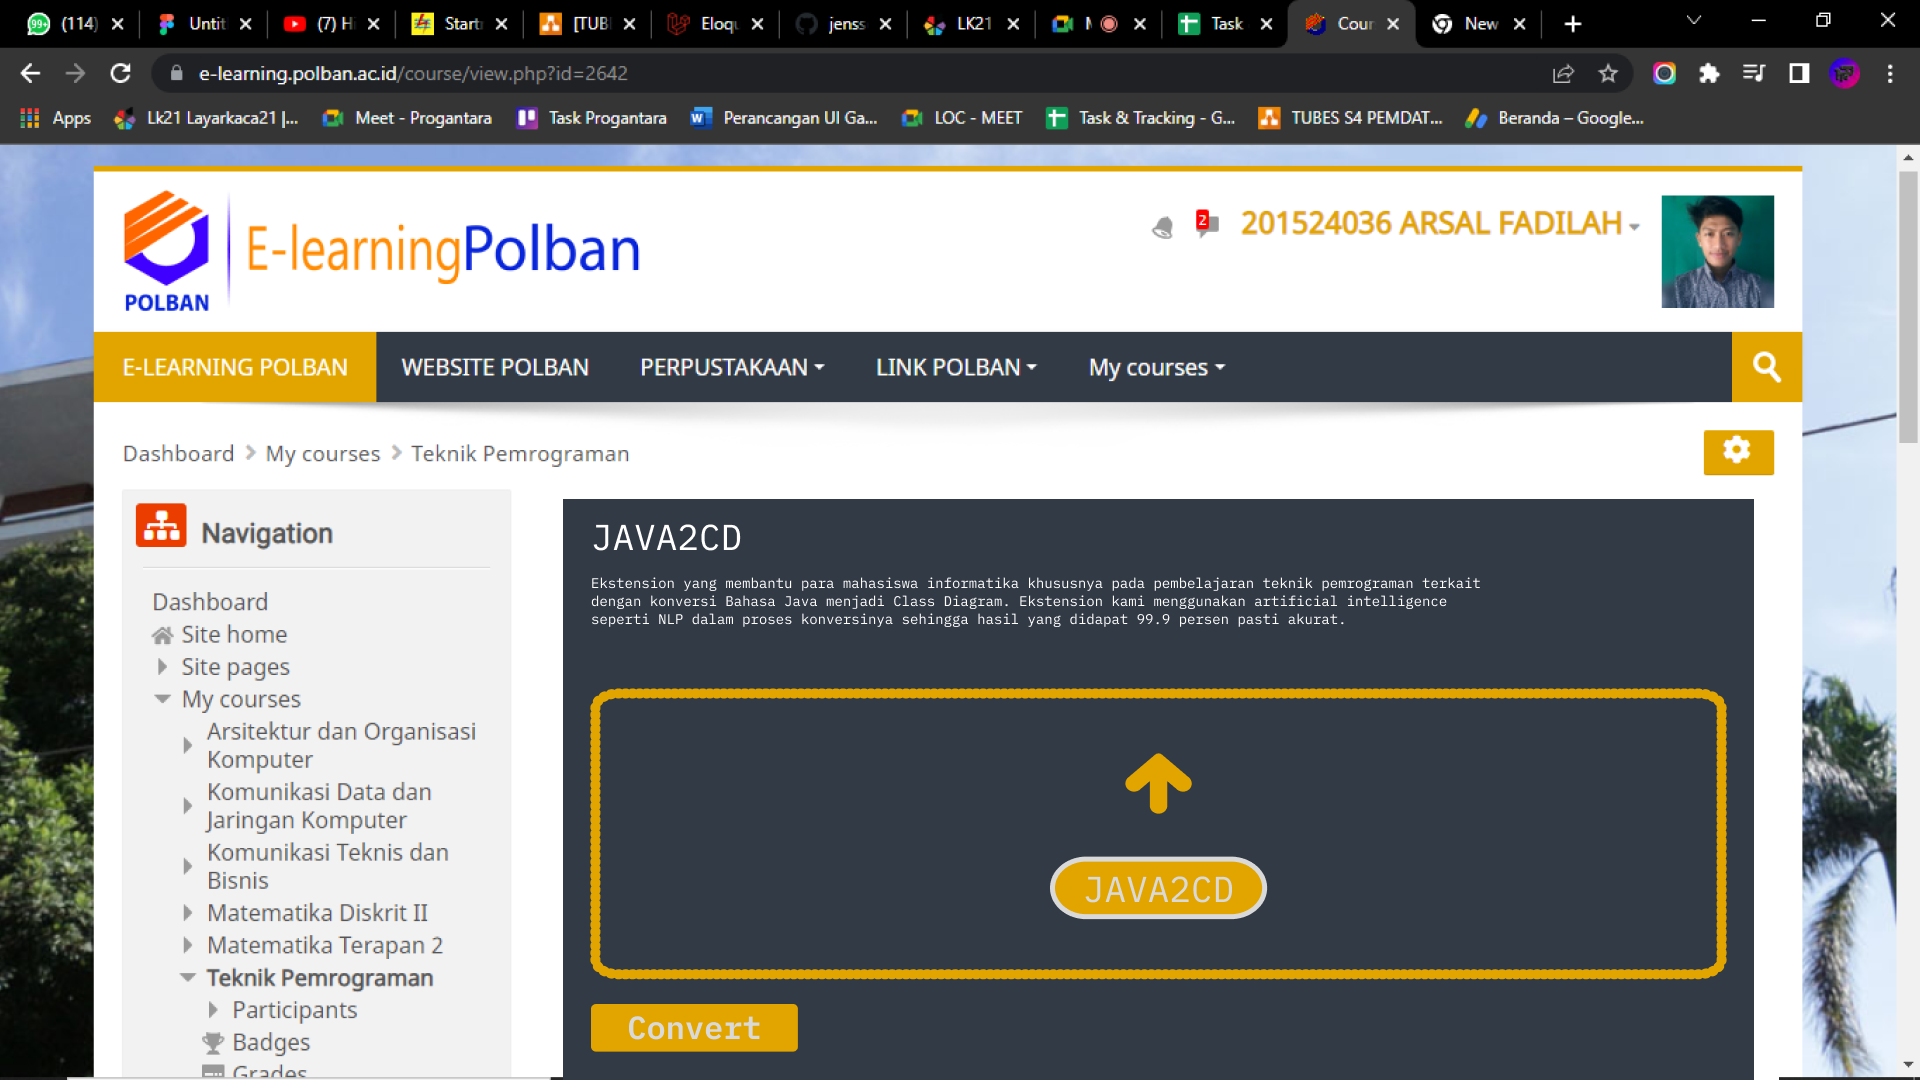 99+ (114)
Untit
(7) H
Start
[TUB
Eloqu
jenss
LK21
M
Task
Cour
New
e-learning.polban.ac.id/course/view.php?id=2642
Apps
Lk21 Layarkaca21 |...
Meet - Progantara
Task Progantara
Perancangan UI Ga...
LOC - MEET
Task & Tracking - G...
TUBES S4 PEMDAT...
Beranda – Google...
POLBAN
E-learningPolban
2
201524036 ARSAL FADILAH
E-LEARNING POLBAN
WEBSITE POLBAN
PERPUSTAKAAN
LINK POLBAN
My courses
Dashboard
My courses
Teknik Pemrograman
Navigation
Dashboard
Site home
Site pages
My courses
Arsitektur dan Organisasi
Komputer
Komunikasi Data dan
Jaringan Komputer
Komunikasi Teknis dan
Bisnis
Matematika Diskrit II
Matematika Terapan 2
Teknik Pemrograman
Participants
Badges
Grades
JAVA2CD
Ekstension yang membantu para mahasiswa informatika khususnya pada pembelajaran teknik pemrograman terkait
dengan konversi Bahasa Java menjadi Class Diagram. Ekstension kami menggunakan artificial intelligence
seperti NLP dalam proses konversinya sehingga hasil yang didapat 99.9 persen pasti akurat.
JAVA2CD
Convert